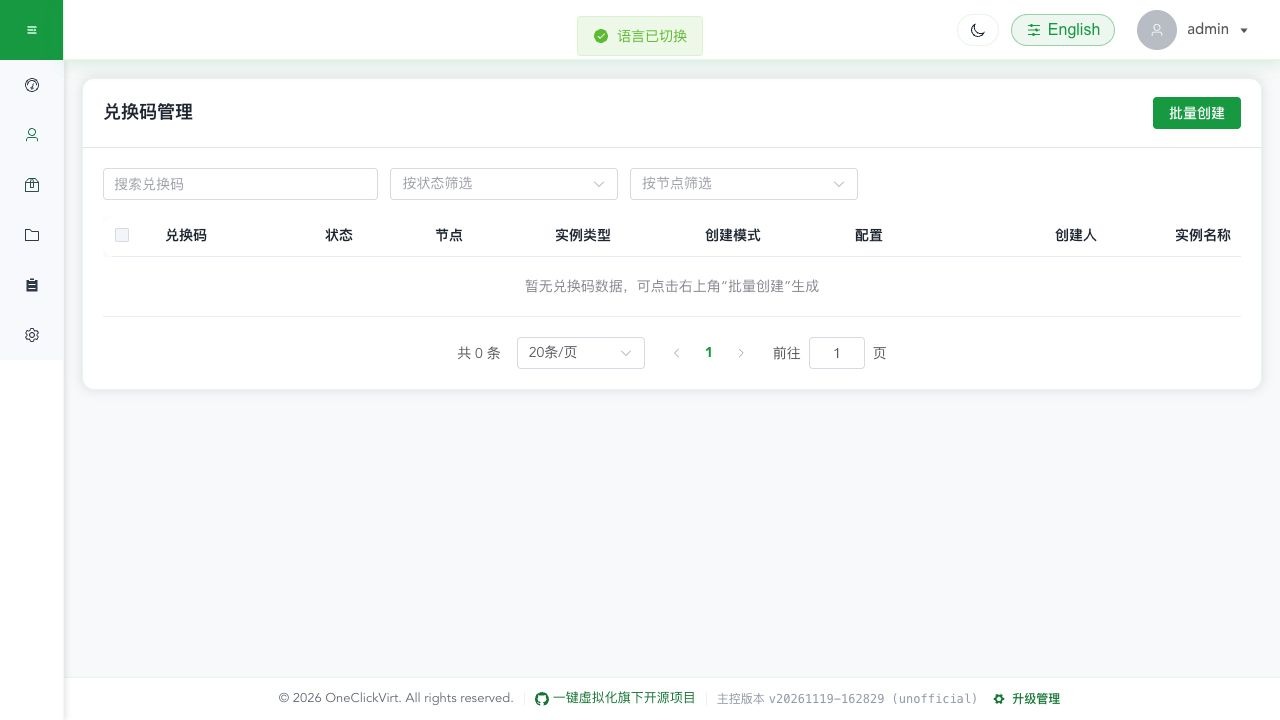 语言已切换
English
admin
兑换码管理
批量创建
搜索兑换码
按状态筛选
按节点筛选
兑换码 状态 节点 实例类型 创建模式 配置 创建人 实例名称
暂无兑换码数据，可点击右上角“批量创建”生成
共 0 条 20条/页 1 前往 1 页
© 2026 OneClickVirt. All rights reserved. 一键虚拟化旗下开源项目 主控版本 v20261119-162829 (unofficial) 升级管理